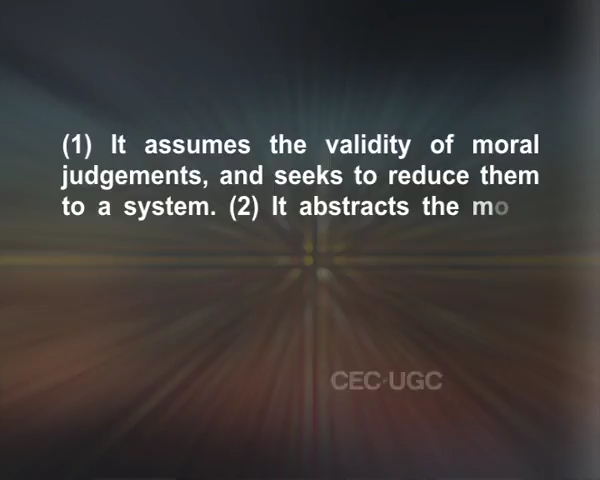 (1) It assumes the validity of moral
judgements, and seeks to reduce them
to a system. (2) It abstracts the mo
CEC-UGC